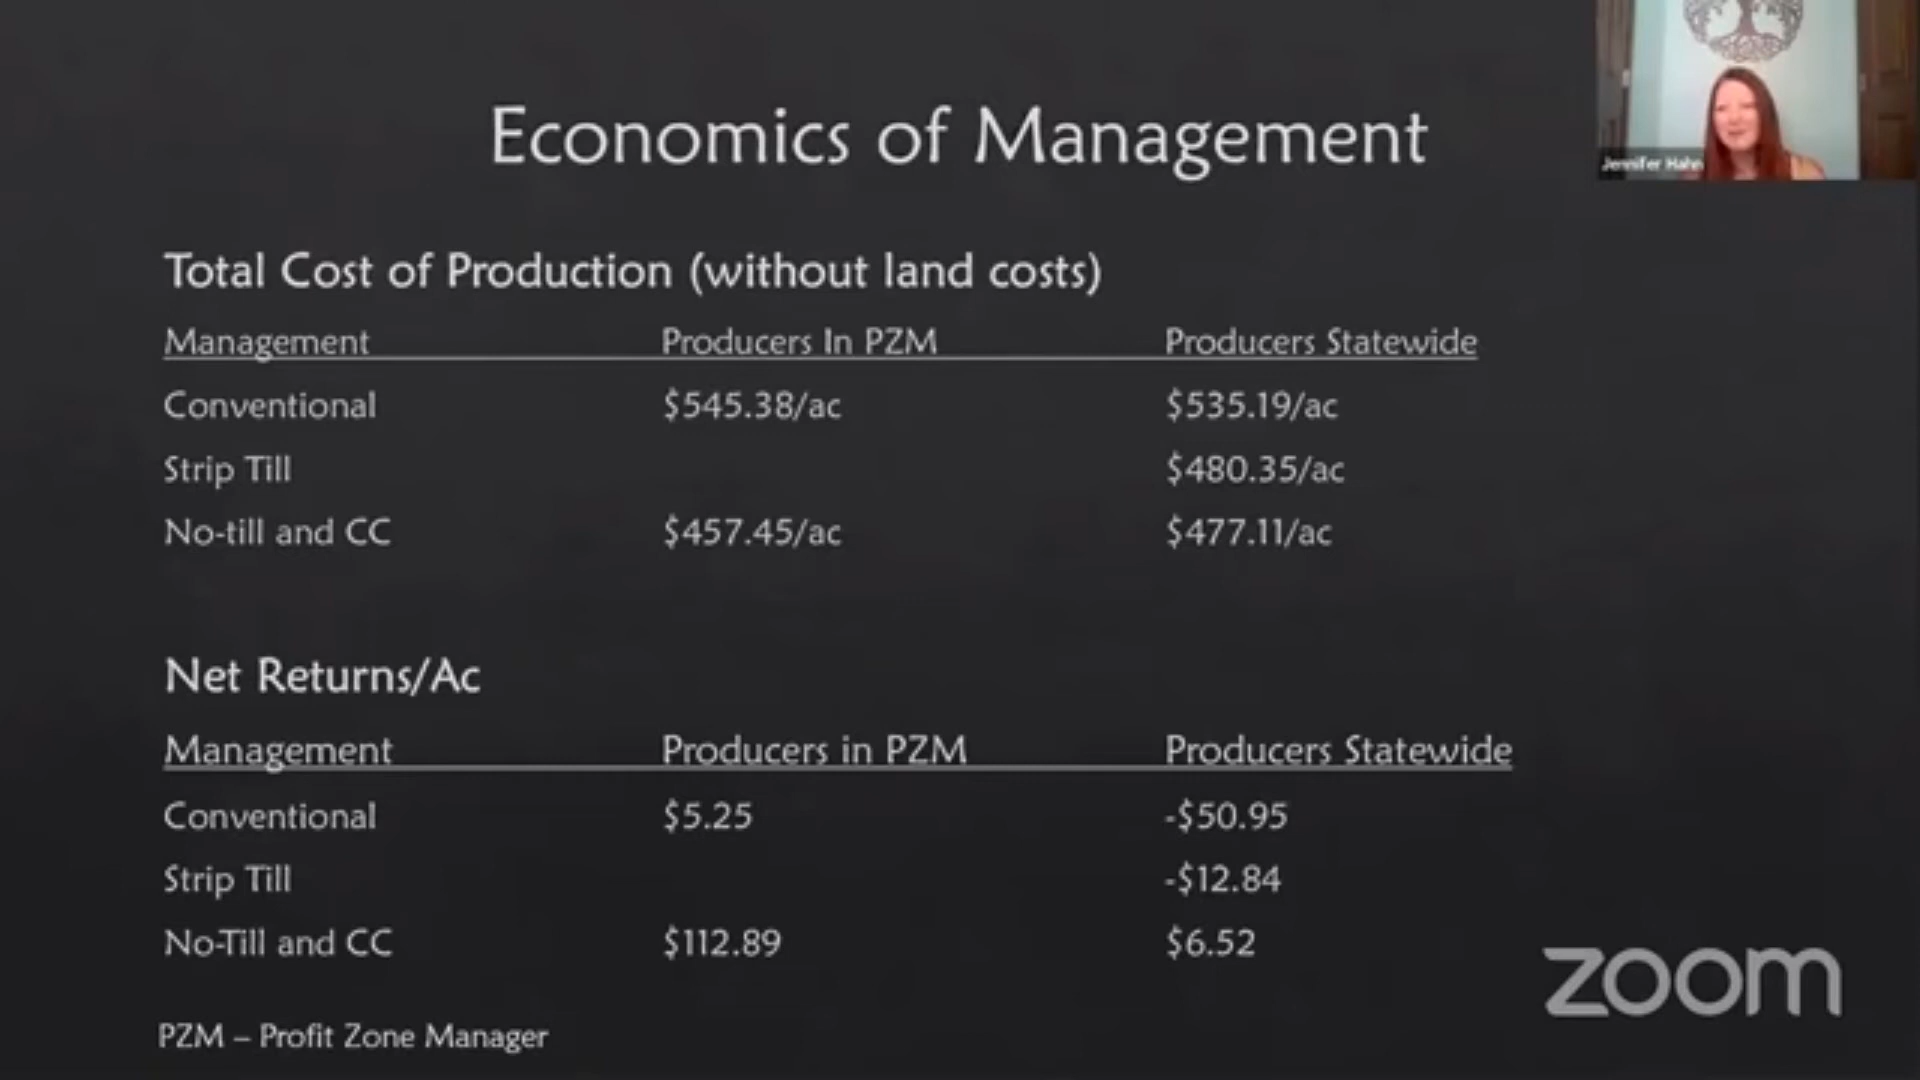 Economics of Management
Jennifer Hahn
Total Cost of Production (without land costs)
Management Producers In PZM Producers Statewide
Conventional $545.38/ac $535.19/ac
Strip Till $480.35/ac
No-till and CC $457.45/ac $477.11/ac
Net Returns/Ac
Management Producers in PZM Producers Statewide
Conventional $5.25 -$50.95
Strip Till -$12.84
No-Till and CC $112.89 $6.52
zoom
PZM – Profit Zone Manager